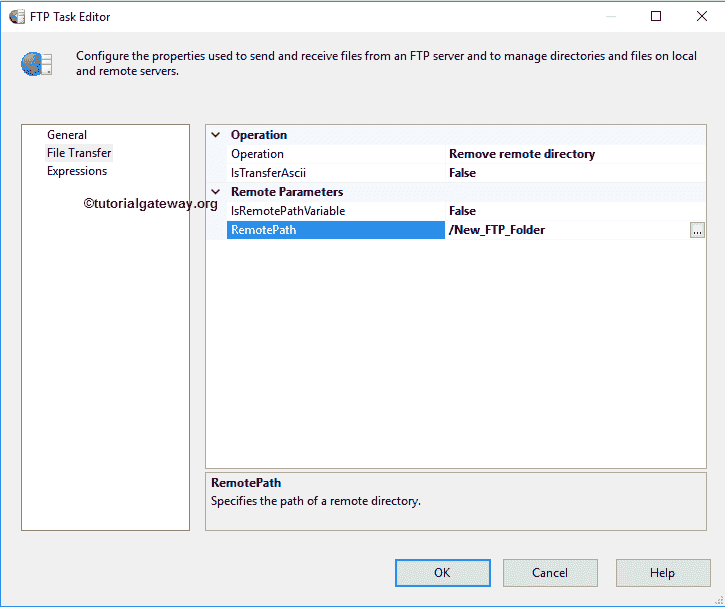 FTP Task Editor
Configure the properties used to send and receive files from an FTP server and to manage directories and files on local
and remote servers.
General
File Transfer
Expressions
©tutorialgateway.org
Operation
Operation Remove remote directory
IsTransferAscii False
Remote Parameters
IsRemotePathVariable False
RemotePath /New_FTP_Folder ...
RemotePath
Specifies the path of a remote directory.
OK Cancel Help